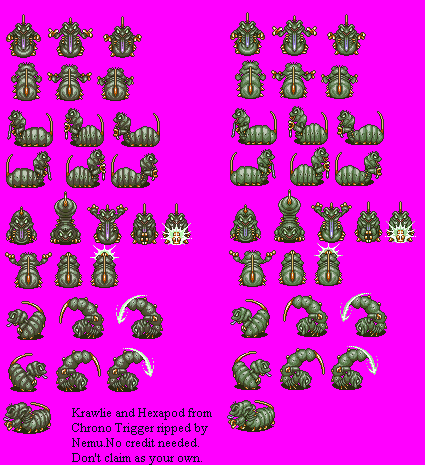 Krawlie and Hexapod from
Chrono Trigger ripped by
Nemu.No credit needed.
Don't claim as your own.